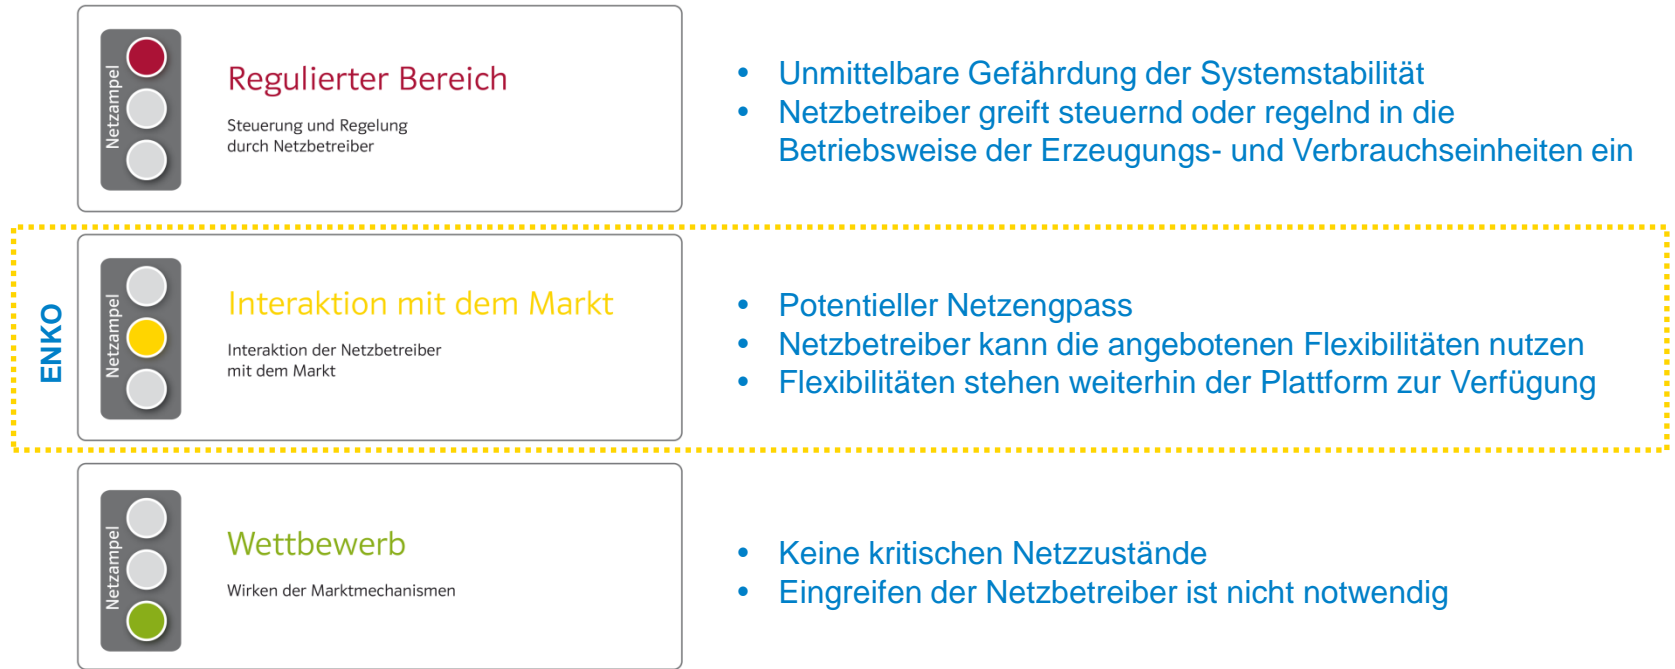 Netzampel
Regulierter Bereich
Steuerung und Regelung
durch Netzbetreiber
• Unmittelbare Gefährdung der Systemstabilität
• Netzbetreiber greift steuernd oder regelnd in die
Betriebsweise der Erzeugungs- und Verbrauchseinheiten ein
ENKO
Netzampel
Interaktion mit dem Markt
Interaktion der Netzbetreiber
mit dem Markt
• Potentieller Netzengpass
• Netzbetreiber kann die angebotenen Flexibilitäten nutzen
• Flexibilitäten stehen weiterhin der Plattform zur Verfügung
Netzampel
Wettbewerb
Wirken der Marktmechanismen
• Keine kritischen Netzzustände
• Eingreifen der Netzbetreiber ist nicht notwendig